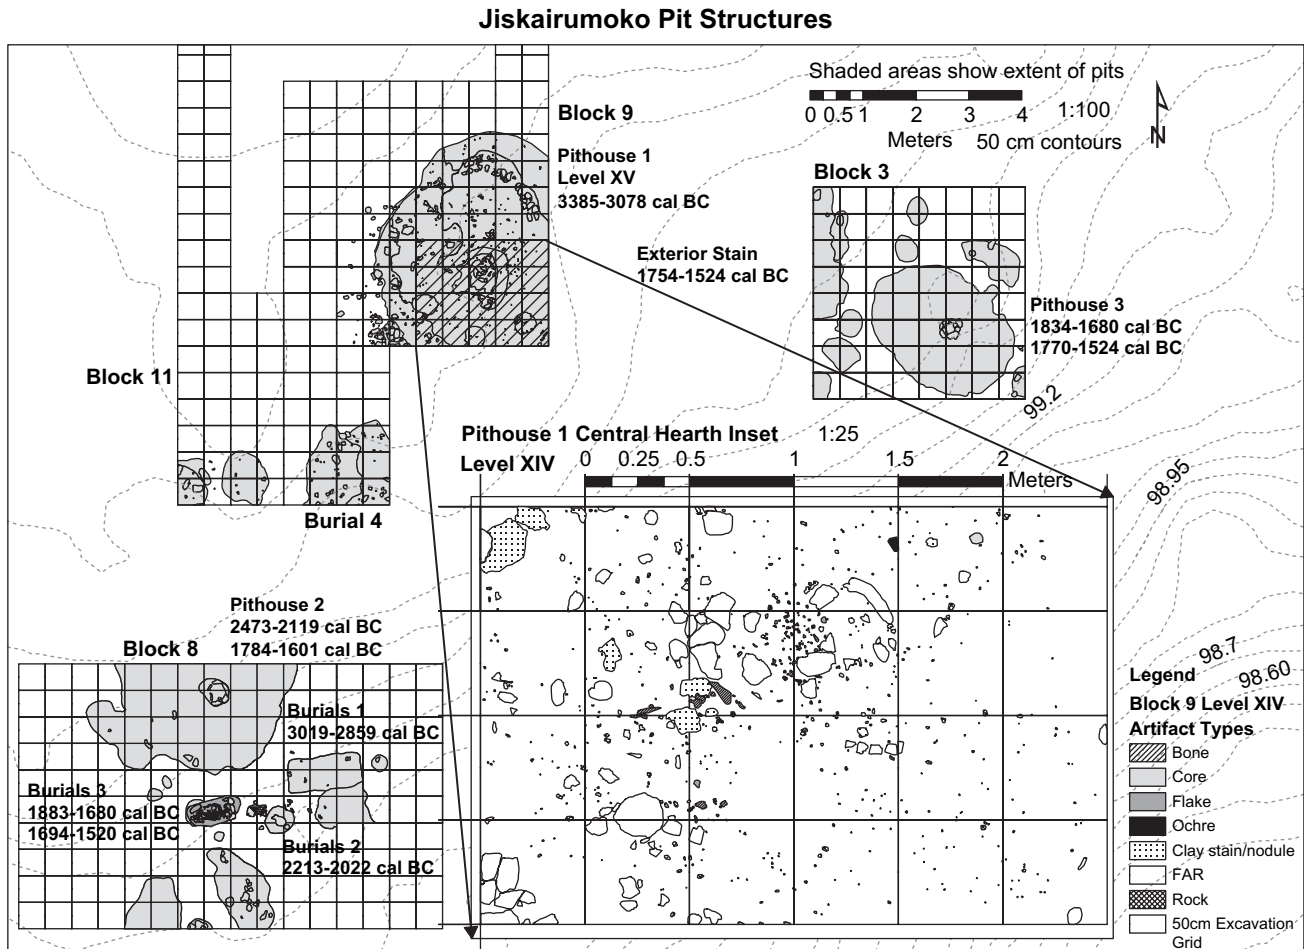 Jiskairumoko Pit Structures
Shaded areas show extent of pits
0 0.5 1 2 3 4 1:100
Meters 50 cm contours
N
Block 9
Pithouse 1
Level XV
3385-3078 cal BC
Block 3
Exterior Stain
1754-1524 cal BC
Pithouse 3
1834-1680 cal BC
1770-1524 cal BC
Block 11
99.2
Pithouse 1 Central Hearth Inset 1:25
Level XIV
0 0.25 0.5 1 1.5 2
Meters
98.95
Burial 4
Pithouse 2
2473-2119 cal BC
1784-1601 cal BC
Block 8
98.7
98.60
Burials 1
3019-2859 cal BC
Burials 3
1883-1680 cal BC
1694-1520 cal BC
Burials 2
2213-2022 cal BC
Legend
Block 9 Level XIV
Artifact Types
Bone
Core
Flake
Ochre
Clay stain/nodule
FAR
Rock
50cm Excavation
Grid